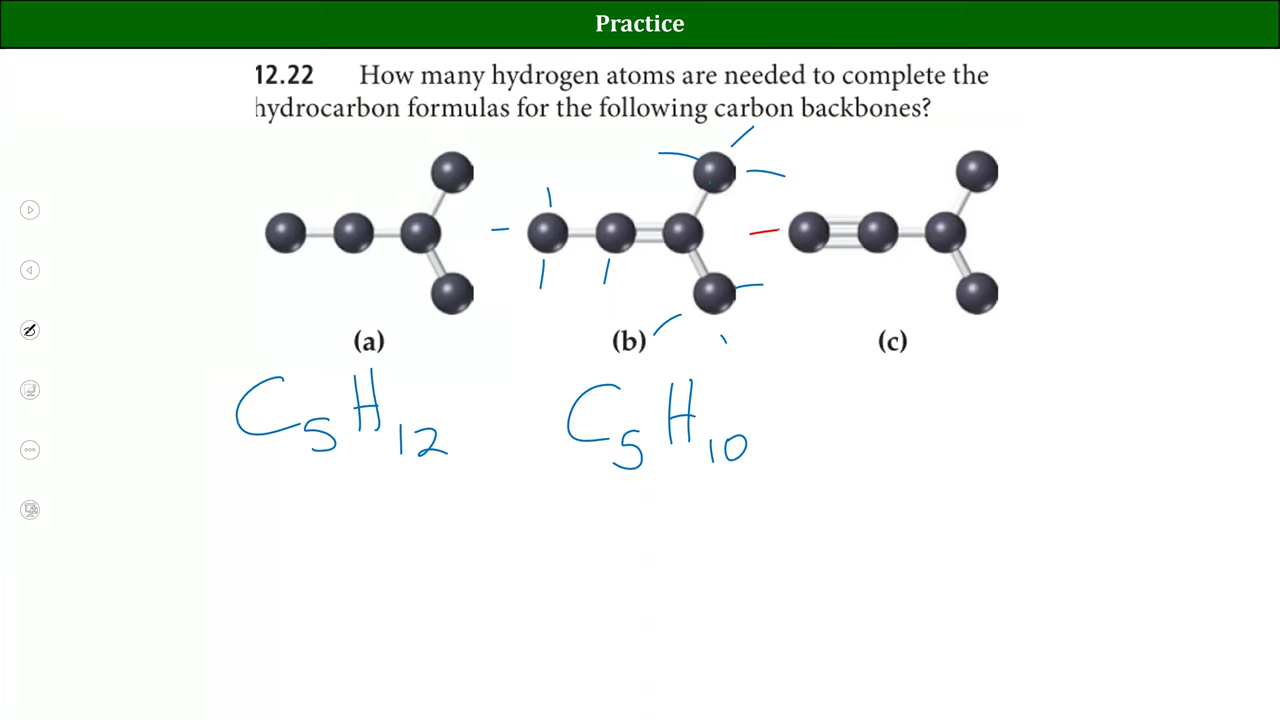 Practice
12.22 How many hydrogen atoms are needed to complete the
hydrocarbon formulas for the following carbon backbones?
(a) (b) (c)
C5H12 C5H10